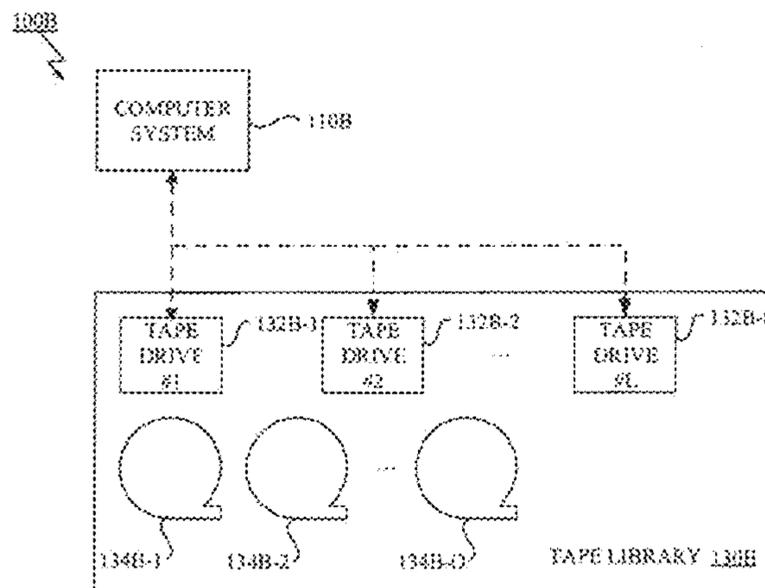 100B
COMPUTER
SYSTEM
110B
TAPE
DRIVE
#1
132B-1
TAPE
DRIVE
#2
132B-2
...
TAPE
DRIVE
#L
134B-1
134B-2
...
134B-O
TAPE LIBRARY 130B